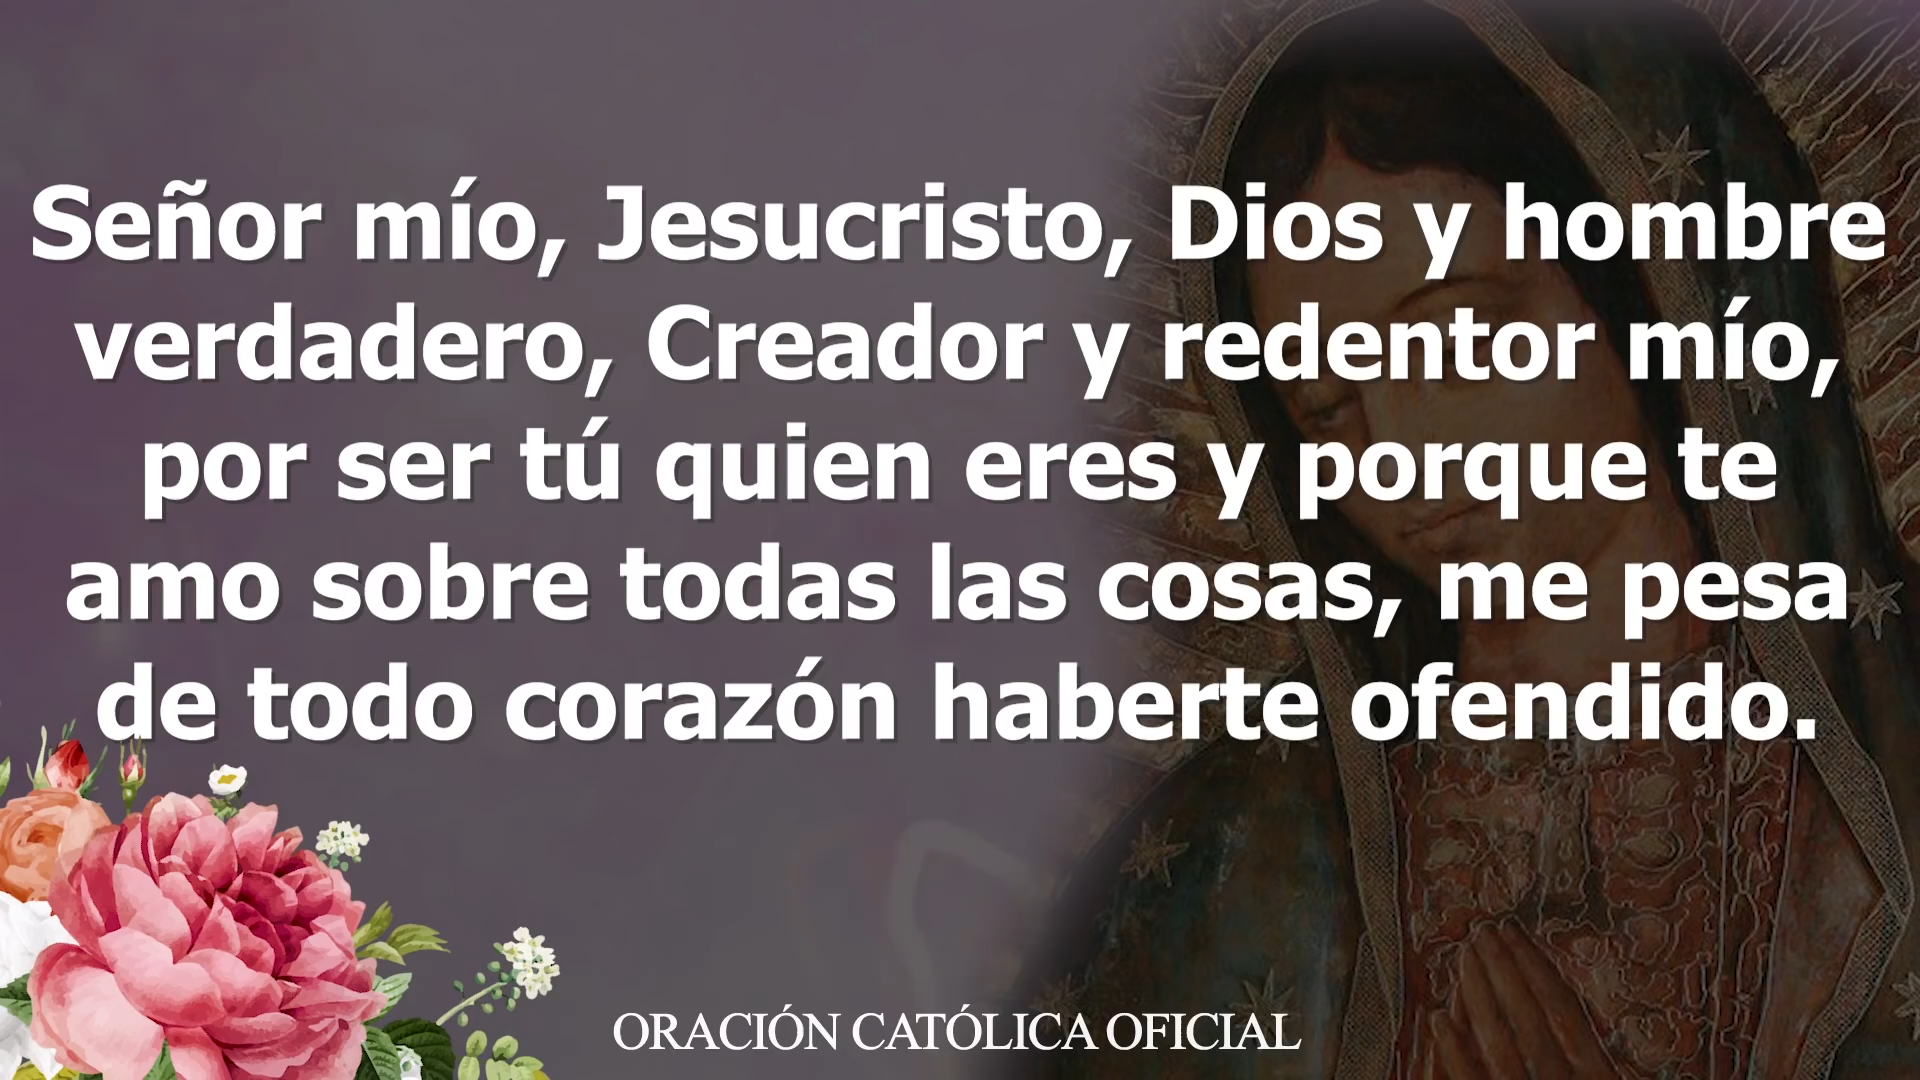 Señor mío, Jesucristo, Dios y hombre
verdadero, Creador y redentor mío,
por ser tú quien eres y porque te
amo sobre todas las cosas, me pesa
de todo corazón haberte ofendido.
ORACIÓN CATÓLICA OFICIAL